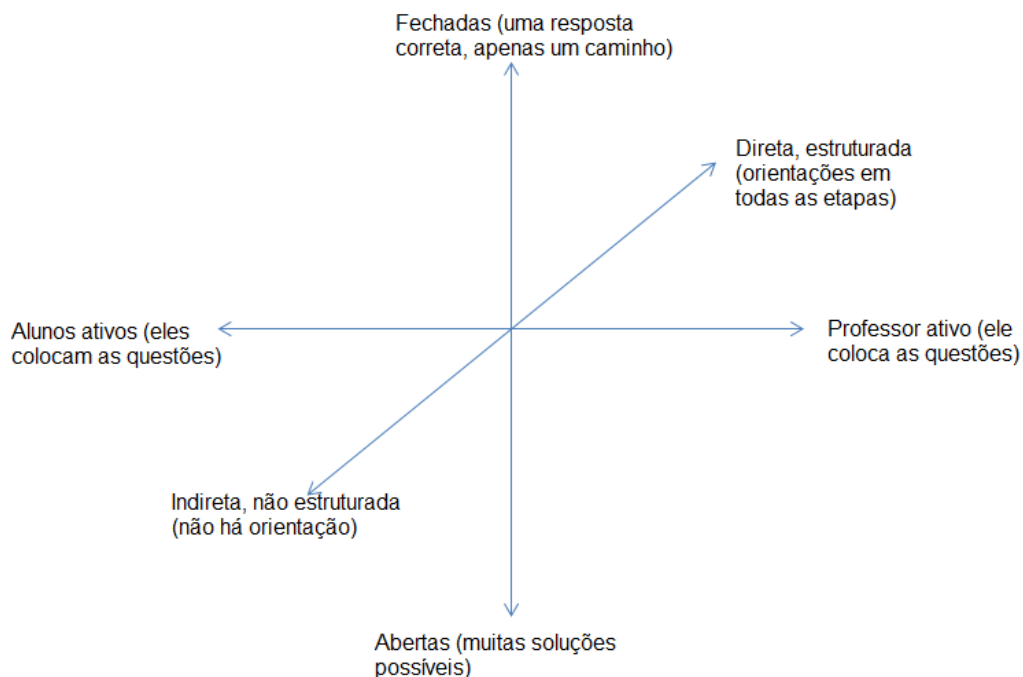 Fechadas (uma resposta
correta, apenas um caminho)
Direta, estruturada
(orientações em
todas as etapas)
Alunos ativos (eles
colocam as questões)
Professor ativo (ele
coloca as questões)
Indireta, não estruturada
(não há orientação)
Abertas (muitas soluções
possíveis)